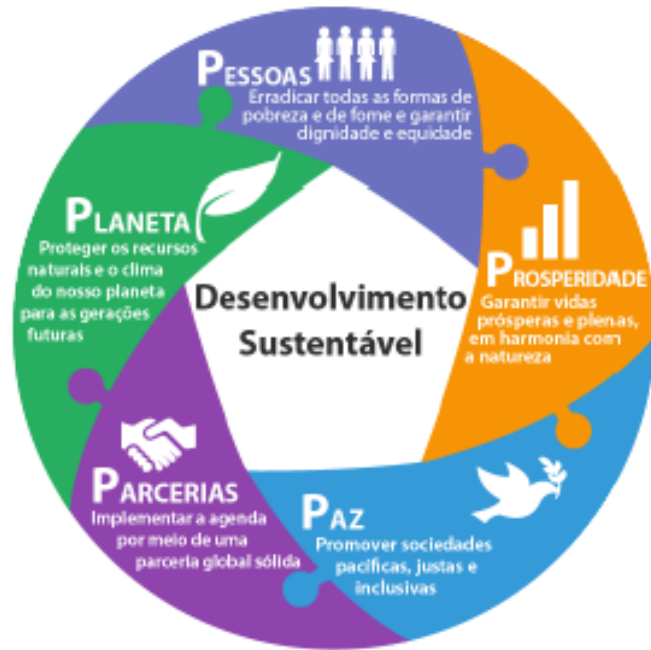 PESSOAS
Erradicar todas as formas de
pobreza e de fome e garantir
dignidade e equidade
PROSPERIDADE
Garantir vidas
prósperas e plenas,
em harmonia com
a natureza
PAZ
Promover sociedades
pacíficas, justas e
inclusivas
PARCERIAS
Implementar a agenda
por meio de uma
parceria global sólida
PLANETA
Proteger os recursos
naturais e o clima
do nosso planeta
para as gerações
futuras
Desenvolvimento
Sustentável